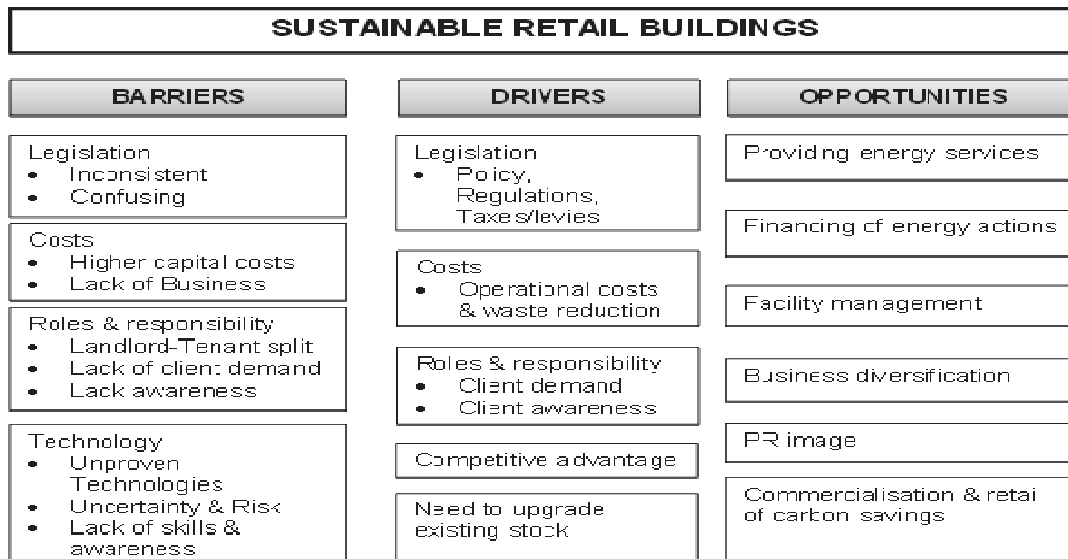 SUSTAINABLE RETAIL BUILDINGS
BARRIERS
Legislation
• Inconsistent
• Confusing
Costs
• Higher capital costs
• Lack of Business
Roles & responsibility
• Landlord-Tenant split
• Lack of client demand
• Lack awareness
Technology
• Unproven
Technologies
• Uncertainty & Risk
• Lack of skills &
awareness
DRIVERS
Legislation
• Policy,
Regulations,
Taxes/levies
Costs
• Operational costs
& waste reduction
Roles & responsibility
• Client demand
• Client awareness
Competitive advantage
Need to upgrade
existing stock
OPPORTUNITIES
Providing energy services
Financing of energy actions
Facility management
Business diversification
PR image
Commercialisation & retai
of carbon savings